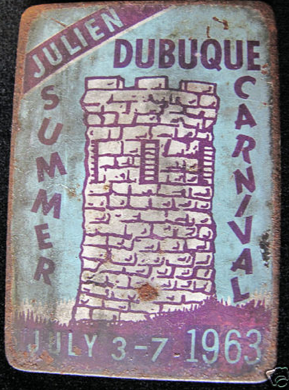 JULIEN
DUBUQUE
SUMMER
CARNIVAL
JULY 3-7 1963